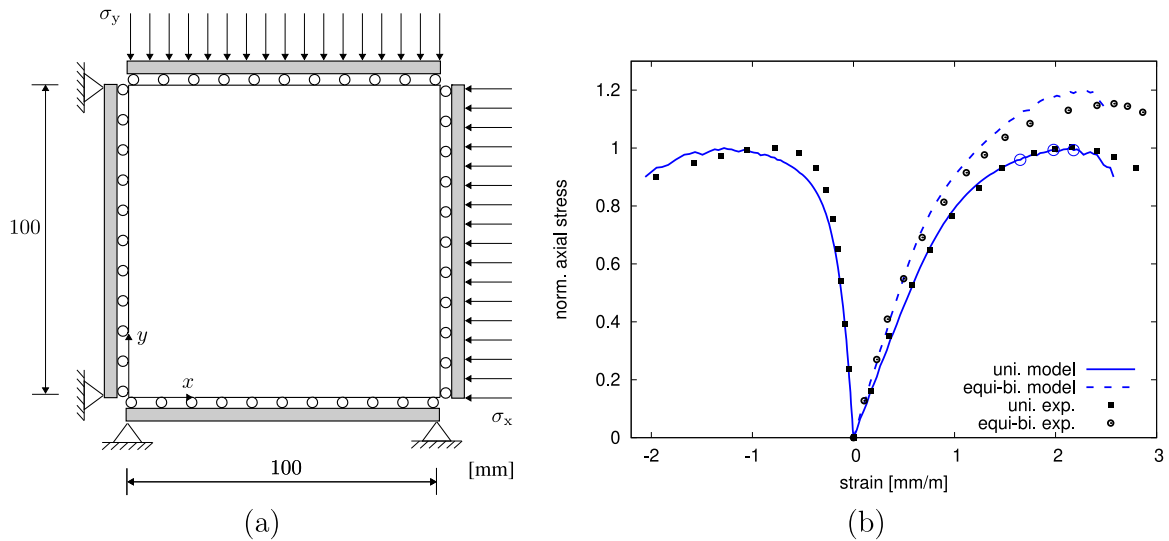 σy
100
y
x
σx
100
[mm]
(a)
norm. axial stress
1.2
1
0.8
0.6
0.4
0.2
0
-2
-1
0
1
2
3
strain [mm/m]
uni. model
equi-bi. model
uni. exp.
equi-bi. exp.
(b)